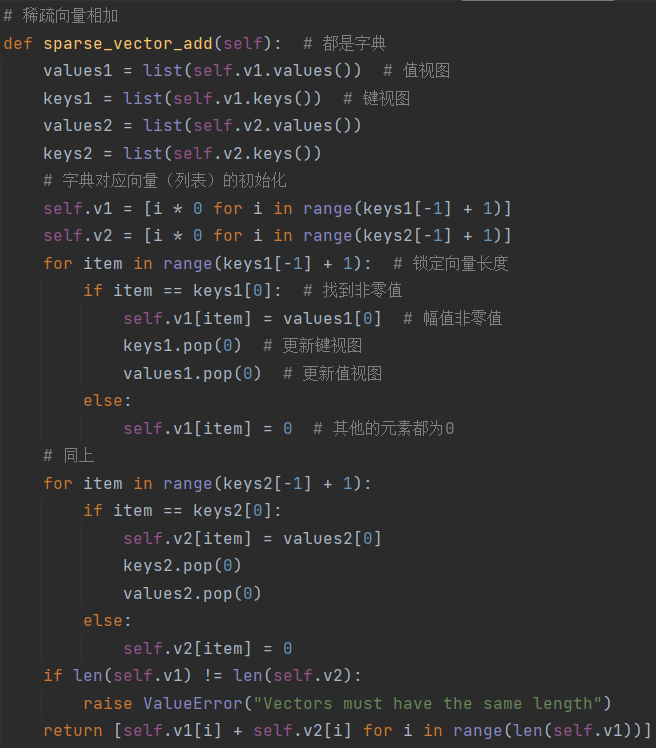 # 稀疏向量相加
def sparse_vector_add(self):  # 都是字典
    values1 = list(self.v1.values())  # 值视图
    keys1 = list(self.v1.keys())  # 键视图
    values2 = list(self.v2.values())
    keys2 = list(self.v2.keys())
    # 字典对应向量（列表）的初始化
    self.v1 = [i * 0 for i in range(keys1[-1] + 1)]
    self.v2 = [i * 0 for i in range(keys2[-1] + 1)]
    for item in range(keys1[-1] + 1):  # 锁定向量长度
        if item == keys1[0]:  # 找到非零值
            self.v1[item] = values1[0]  # 幅值非零值
            keys1.pop(0)  # 更新键视图
            values1.pop(0)  # 更新值视图
        else:
            self.v1[item] = 0  # 其他的元素都为0
    # 同上
    for item in range(keys2[-1] + 1):
        if item == keys2[0]:
            self.v2[item] = values2[0]
            keys2.pop(0)
            values2.pop(0)
        else:
            self.v2[item] = 0
    if len(self.v1) != len(self.v2):
        raise ValueError("Vectors must have the same length")
    return [self.v1[i] + self.v2[i] for i in range(len(self.v1))]